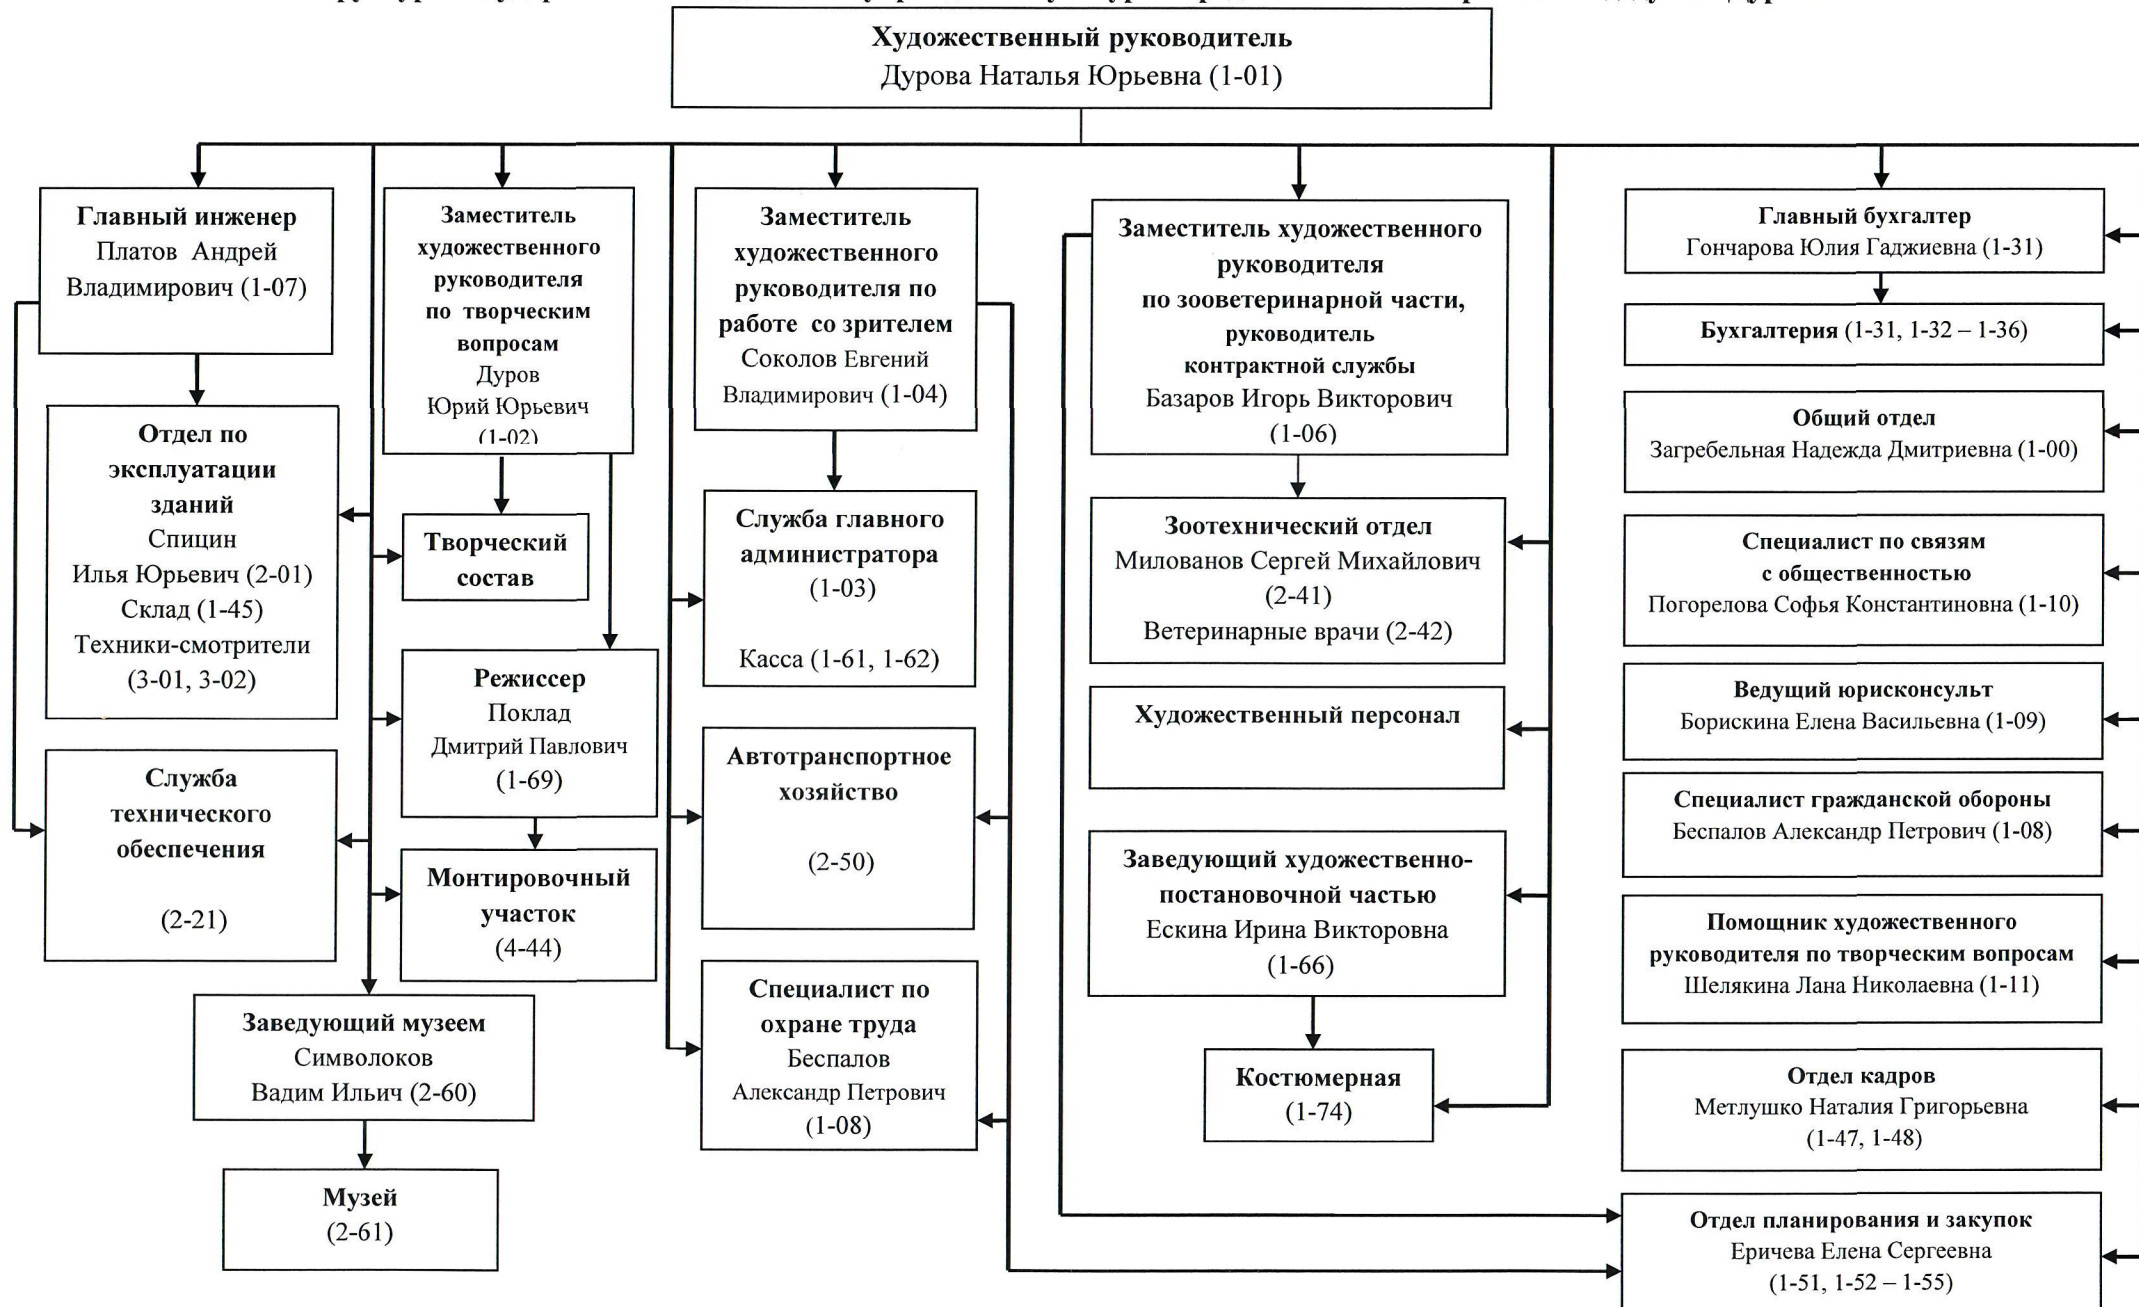 Художественный руководитель
Дурова Наталья Юрьевна (1-01)
Главный инженер
Платов Андрей
Владимирович (1-07)
Отдел по
эксплуатации
зданий
Спицин
Илья Юрьевич (2-01)
Склад (1-45)
Техники-смотрители
(3-01, 3-02)
Служба
технического
обеспечения
(2-21)
Заместитель
художественного
руководителя
по творческим
вопросам
Дуров
Юрий Юрьевич
(1-02)
Творческий
состав
Режиссер
Поклад
Дмитрий Павлович
(1-69)
Монтировочный
участок
(4-44)
Заведующий музеем
Символоков
Вадим Ильич (2-60)
Музей
(2-61)
Заместитель
художественного
руководителя по
работе со зрителем
Соколов Евгений
Владимирович (1-04)
Служба главного
администратора
(1-03)
Касса (1-61, 1-62)
Автотранспортное
хозяйство
(2-50)
Специалист по
охране труда
Беспалов
Александр Петрович
(1-08)
Заместитель художественного
руководителя
по зооветеринарной части,
руководитель
контрактной службы
Базаров Игорь Викторович
(1-06)
Зоотехнический отдел
Милованов Сергей Михайлович
(2-41)
Ветеринарные врачи (2-42)
Художественный персонал
Заведующий художественно-
постановочной частью
Ескина Ирина Викторовна
(1-66)
Костюмерная
(1-74)
Главный бухгалтер
Гончарова Юлия Гаджиевна (1-31)
Бухгалтерия (1-31, 1-32 – 1-36)
Общий отдел
Загребельная Надежда Дмитриевна (1-00)
Специалист по связям
с общественностью
Погорелова Софья Константиновна (1-10)
Ведущий юрисконсульт
Борискина Елена Васильевна (1-09)
Специалист гражданской обороны
Беспалов Александр Петрович (1-08)
Помощник художественного
руководителя по творческим вопросам
Шелякина Лана Николаевна (1-11)
Отдел кадров
Метлушко Наталия Григорьевна
(1-47, 1-48)
Отдел планирования и закупок
Еричева Елена Сергеевна
(1-51, 1-52 – 1-55)